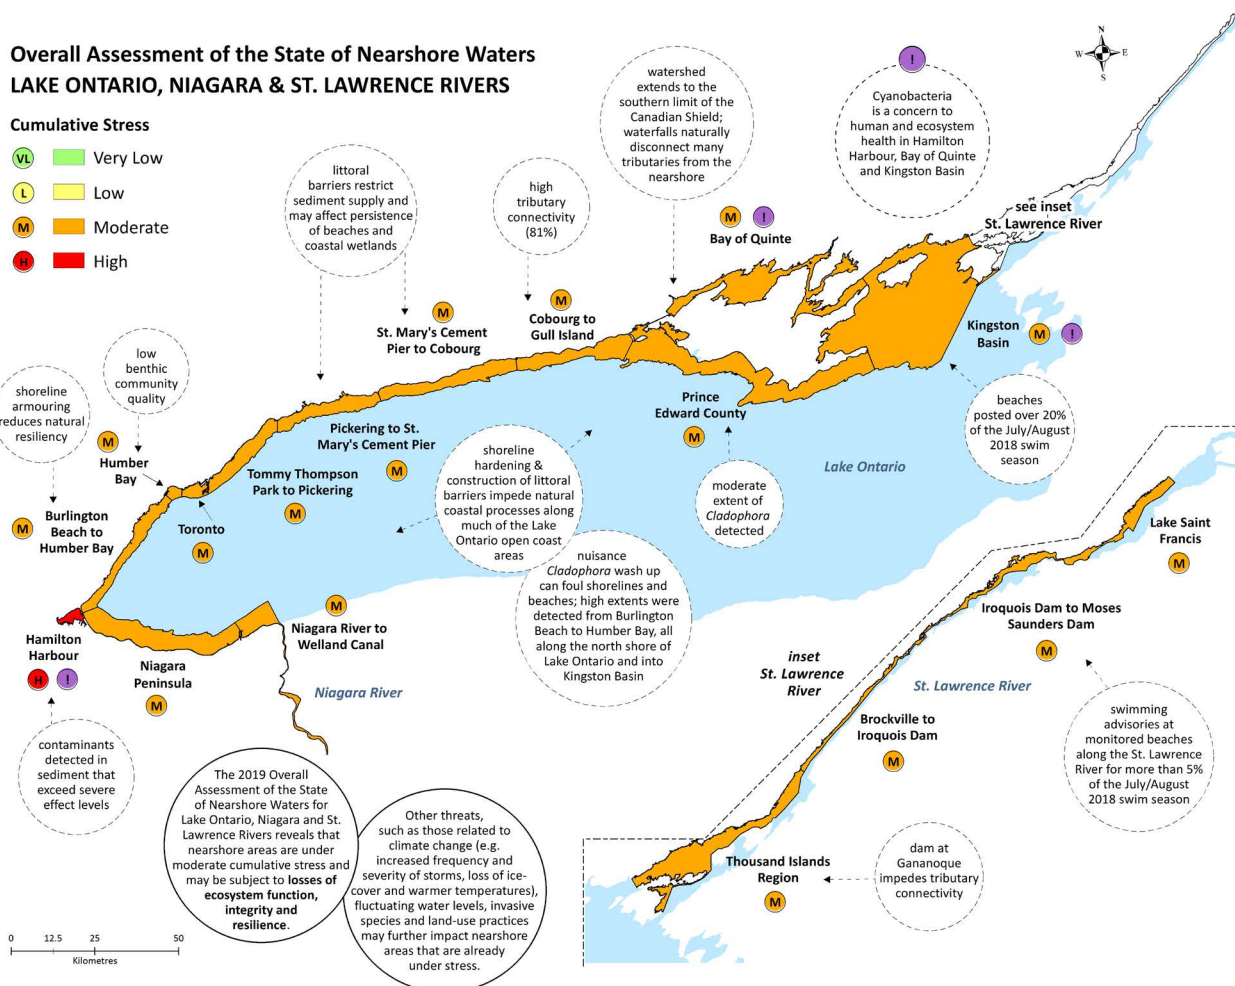 Overall Assessment of the State of Nearshore Waters
LAKE ONTARIO, NIAGARA & ST. LAWRENCE RIVERS
Cumulative Stress
VL Very Low
L Low
M Moderate
H High
N
W E
S
littoral
barriers restrict
sediment supply and
may affect persistence
of beaches and
coastal wetlands
high
tributary
connectivity
(81%)
watershed
extends to the
southern limit of the
Canadian Shield;
waterfalls naturally
disconnect many
tributaries from the
nearshore
!
Cyanobacteria
is a concern to
human and ecosystem
health in Hamilton
Harbour, Bay of Quinte
and Kingston Basin
see inset
St. Lawrence River
M !
Bay of Quinte
M
St. Mary's Cement
Pier to Cobourg
M
Cobourg to
Gull Island
Kingston
Basin
M !
low
benthic
community
quality
shoreline
armouring
reduces natural
resiliency
M
Humber
Bay
Pickering to St.
Mary's Cement Pier
M
Tommy Thompson
Park to Pickering
M
Toronto
M
M
Burlington
Beach to
Humber Bay
Prince
Edward County
M
beaches
posted over 20%
of the July/August
2018 swim
season
Lake Ontario
shoreline
hardening &
construction of littoral
barriers impede natural
coastal processes along
much of the Lake
Ontario open coast
areas
moderate
extent of
Cladophora
detected
nuisance
Cladophora wash up
can foul shorelines and
beaches; high extents were
detected from Burlington
Beach to Humber Bay, all
along the north shore of
Lake Ontario and into
Kingston Basin
Hamilton
Harbour
H !
Niagara
Peninsula
M
M
Niagara River to
Welland Canal
Niagara River
contaminants
detected in
sediment that
exceed severe
effect levels
The 2019 Overall
Assessment of the State
of Nearshore Waters for
Lake Ontario, Niagara and St.
Lawrence Rivers reveals that
nearshore areas are under
moderate cumulative stress and
may be subject to losses of
ecosystem function,
integrity and
resilience.
Other threats,
such as those related to
climate change (e.g.
increased frequency and
severity of storms, loss of ice-
cover and warmer temperatures),
fluctuating water levels, invasive
species and land-use practices
may further impact nearshore
areas that are already
under stress.
0 12.5 25 50
Kilometres
inset
St. Lawrence
River
St. Lawrence River
Lake Saint
Francis
M
Iroquois Dam to Moses
Saunders Dam
M
Brockville to
Iroquois Dam
M
swimming
advisories at
monitored beaches
along the St. Lawrence
River for more than 5%
of the July/August
2018 swim season
Thousand Islands
Region
M
dam at
Gananoque
impedes tributary
connectivity